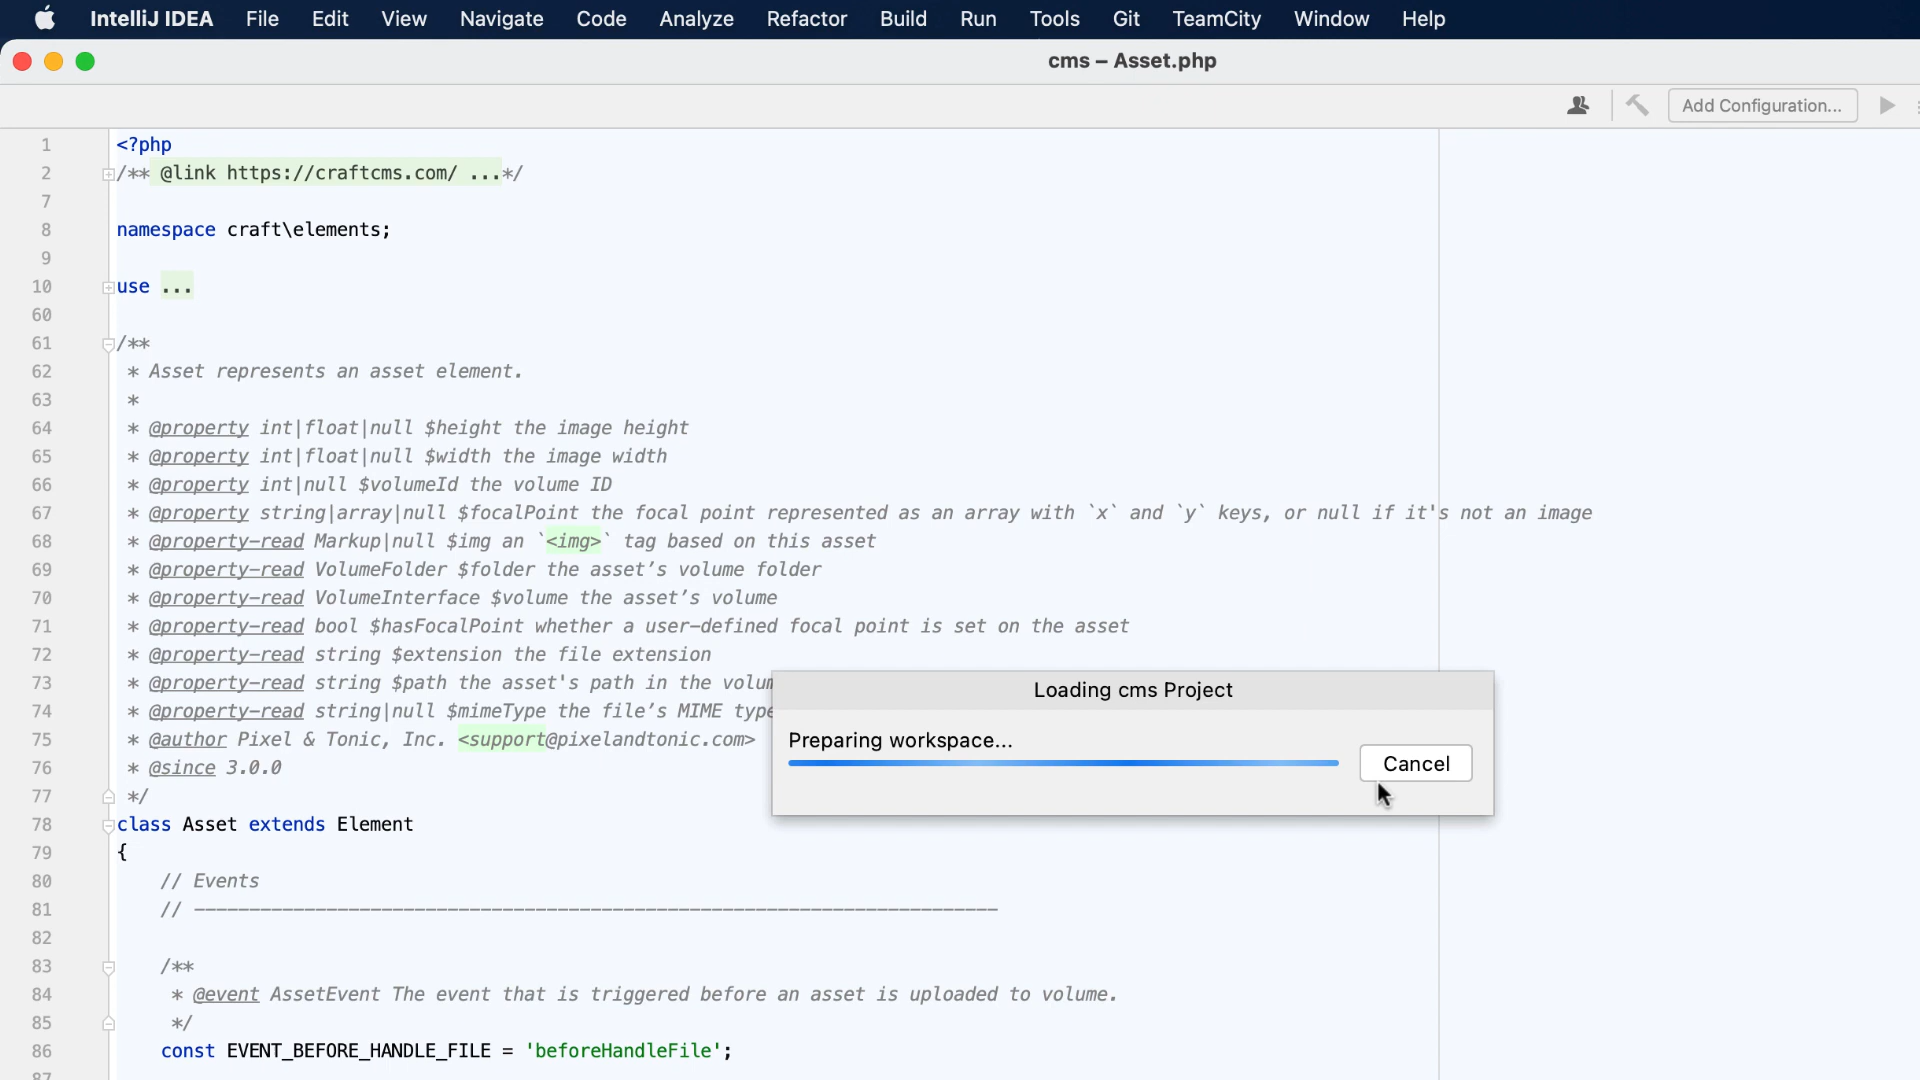 IntelliJ IDEA File Edit View Navigate Code Analyze Refactor Build Run Tools Git TeamCity Window Help
cms – Asset.php
Add Configuration...
1 <?php
2 /** @link https://craftcms.com/ ...*/
7
8 namespace craft\elements;
9
10 use ...
60
61 /**
62 * Asset represents an asset element.
63 *
64 * @property int|float|null $height the image height
65 * @property int|float|null $width the image width
66 * @property int|null $volumeId the volume ID
67 * @property string|array|null $focalPoint the focal point represented as an array with `x` and `y` keys, or null if it's not an image
68 * @property-read Markup|null $img an `<img>` tag based on this asset
69 * @property-read VolumeFolder $folder the asset’s volume folder
70 * @property-read VolumeInterface $volume the asset’s volume
71 * @property-read bool $hasFocalPoint whether a user-defined focal point is set on the asset
72 * @property-read string $extension the file extension
73 * @property-read string $path the asset's path in the volum
74 * @property-read string|null $mimeType the file’s MIME type
75 * @author Pixel & Tonic, Inc. <support@pixelandtonic.com>
76 * @since 3.0.0
77 */
78 class Asset extends Element
79 {
80 // Events
81 // -------------------------------------------------------------------------
82
83 /**
84 * @event AssetEvent The event that is triggered before an asset is uploaded to volume.
85 */
86 const EVENT_BEFORE_HANDLE_FILE = 'beforeHandleFile';
87
Loading cms Project
Preparing workspace...
Cancel